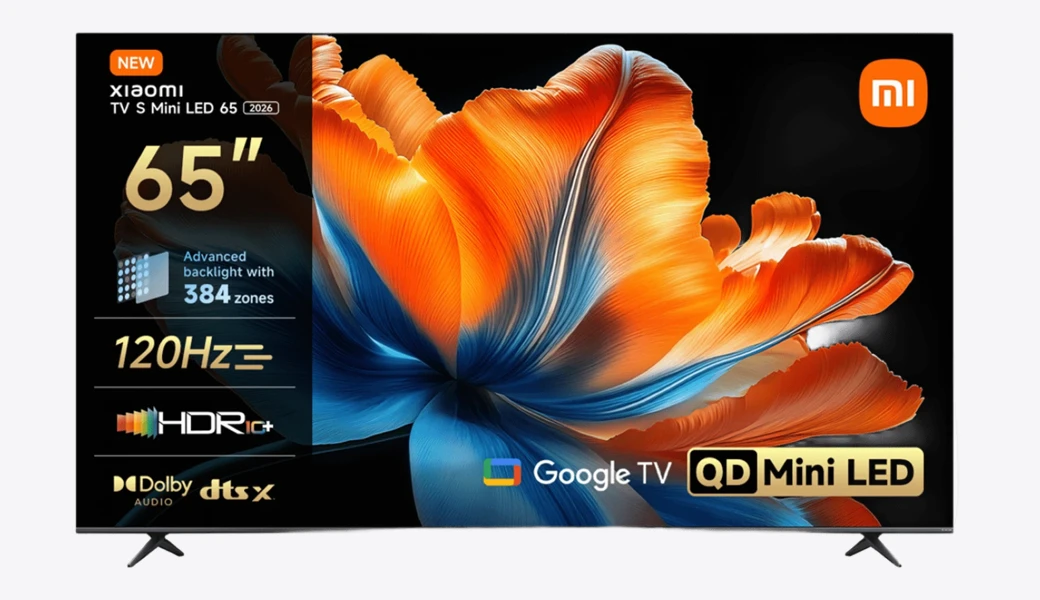 NEW
xiaomi
TV S Mini LED 65 2026
65″
Advanced
backlight with
384 zones
120Hz
HDR10+
Dolby
AUDIO
dts X
mi
Google TV
QD Mini LED